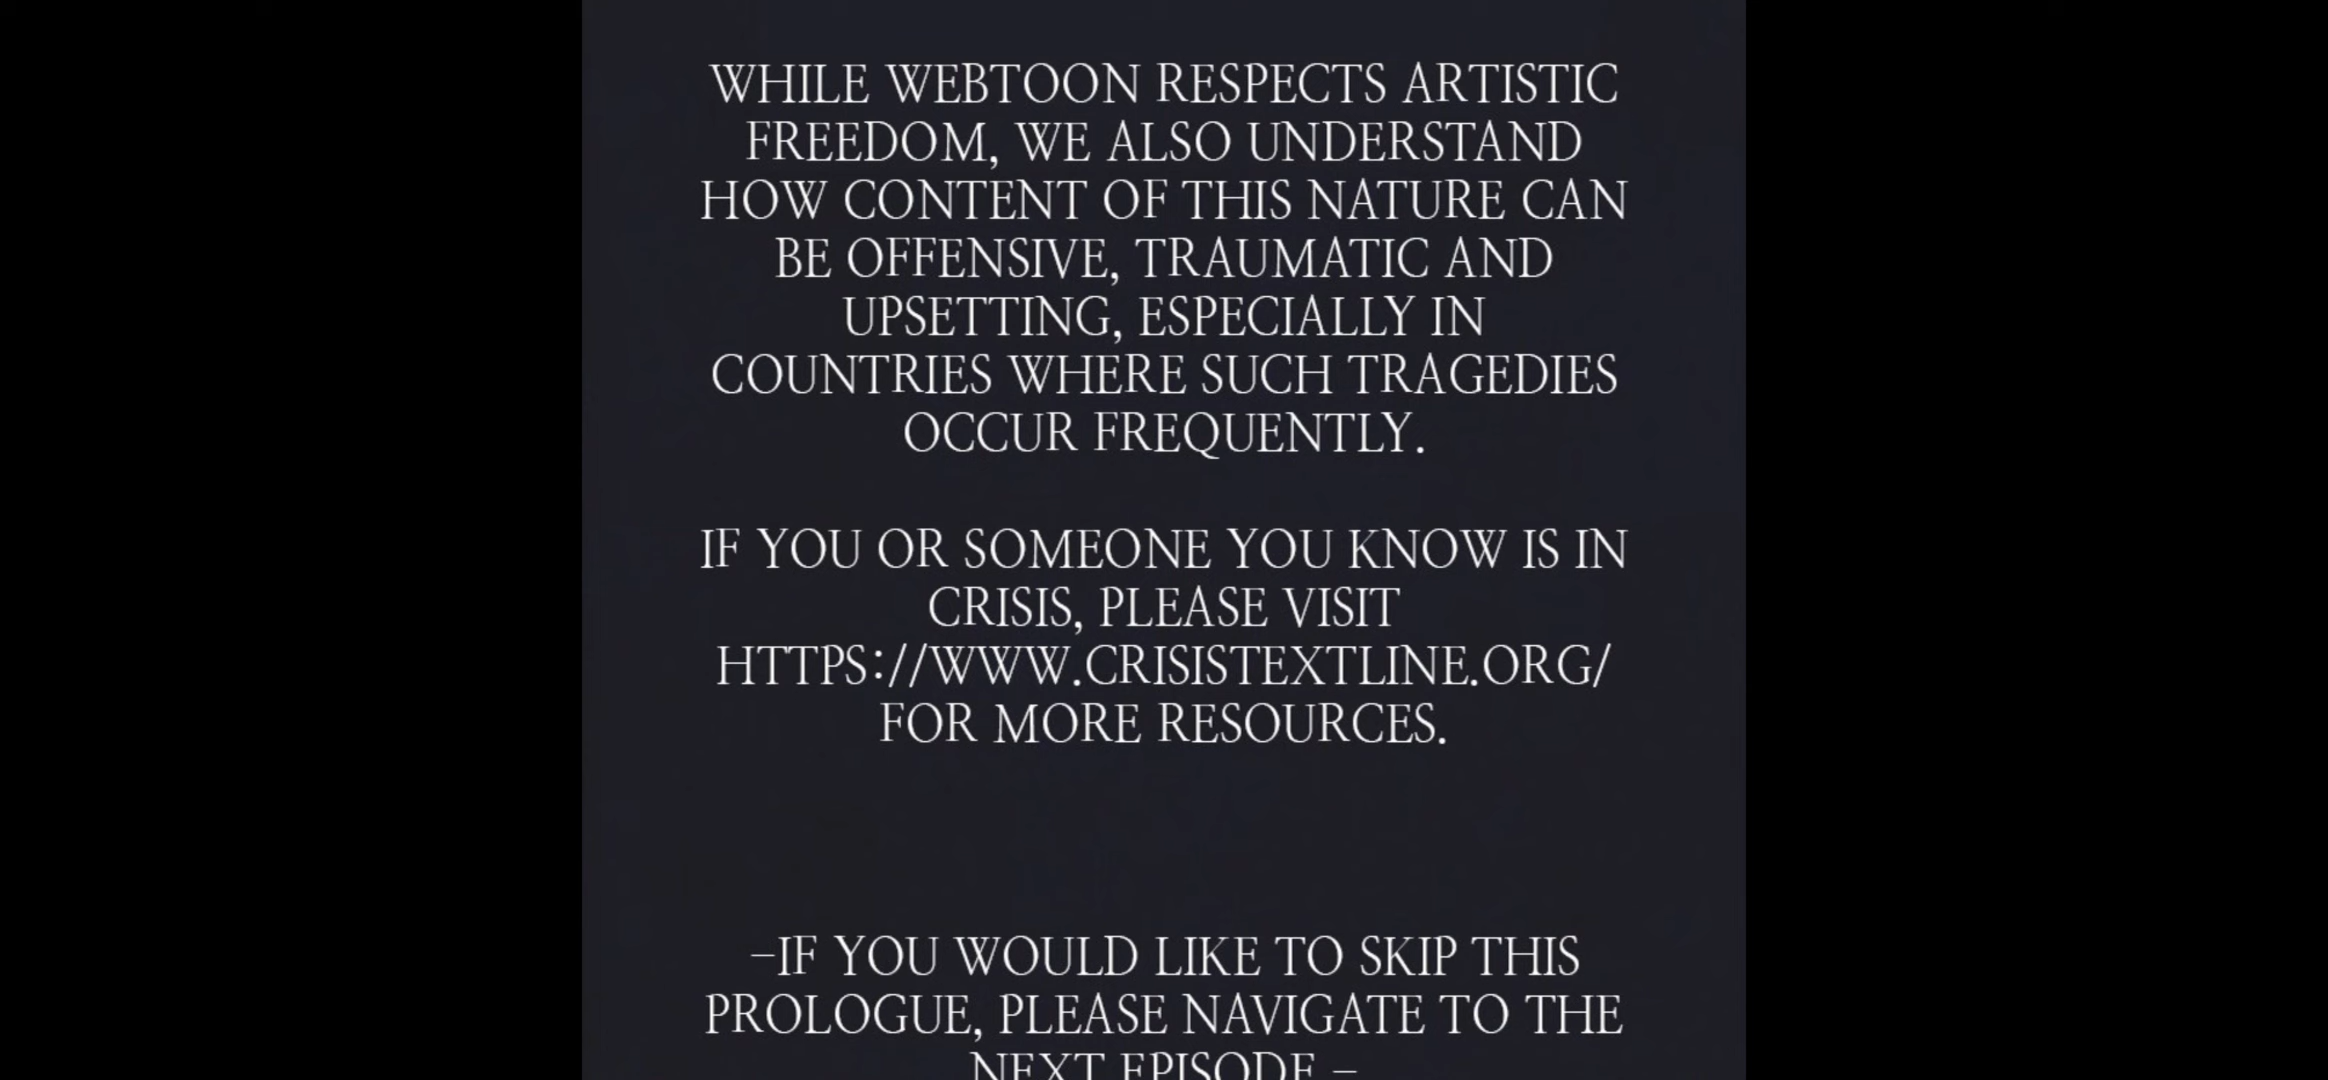 WHILE WEBTOON RESPECTS ARTISTIC
FREEDOM, WE ALSO UNDERSTAND
HOW CONTENT OF THIS NATURE CAN
BE OFFENSIVE, TRAUMATIC AND
UPSETTING, ESPECIALLY IN
COUNTRIES WHERE SUCH TRAGEDIES
OCCUR FREQUENTLY.
IF YOU OR SOMEONE YOU KNOW IS IN
CRISIS, PLEASE VISIT
HTTPS://WWW.CRISISTEXTLINE.ORG/
FOR MORE RESOURCES.
–IF YOU WOULD LIKE TO SKIP THIS
PROLOGUE, PLEASE NAVIGATE TO THE
NEXT EPISODE.–